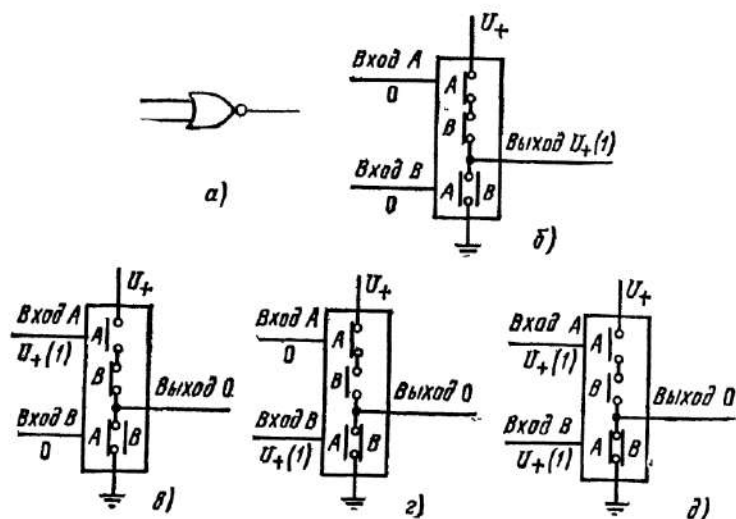 U₊
Вход А
0
А
В
Выход U₊(1)
Вход В
0
А В
а)
б)
U₊
Вход А
U₊(1)
А
В
Выход 0
Вход В
0
А В
в)
U₊
Вход А
0
А
В
Выход 0
Вход В
U₊(1)
А В
г)
U₊
Вход А
U₊(1)
А
В
Выход 0
Вход В
U₊(1)
А В
д)